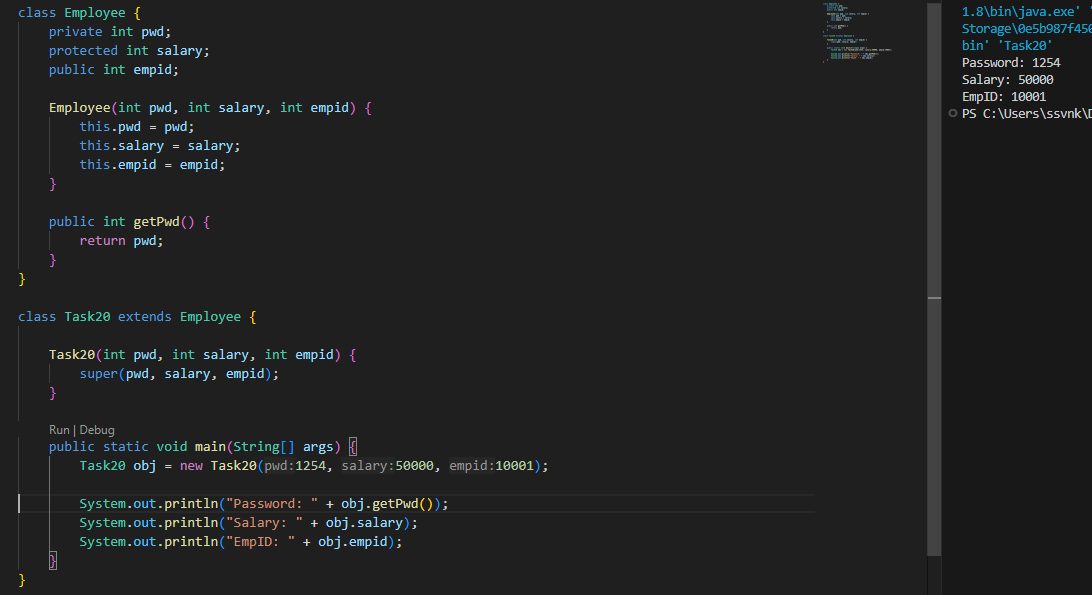 class Employee {
    private int pwd;
    protected int salary;
    public int empid;

    Employee(int pwd, int salary, int empid) {
        this.pwd = pwd;
        this.salary = salary;
        this.empid = empid;
    }

    public int getPwd() {
        return pwd;
    }
}

class Task20 extends Employee {

    Task20(int pwd, int salary, int empid) {
        super(pwd, salary, empid);
    }

    Run | Debug
    public static void main(String[] args) {
        Task20 obj = new Task20(pwd:1254, salary:50000, empid:10001);

        System.out.println("Password: " + obj.getPwd());
        System.out.println("Salary: " + obj.salary);
        System.out.println("EmpID: " + obj.empid);
    }
}
1.8\bin\java.exe' '
Storage\0e5b987f450
bin' 'Task20'
Password: 1254
Salary: 50000
EmpID: 10001
PS C:\Users\ssvnk\D